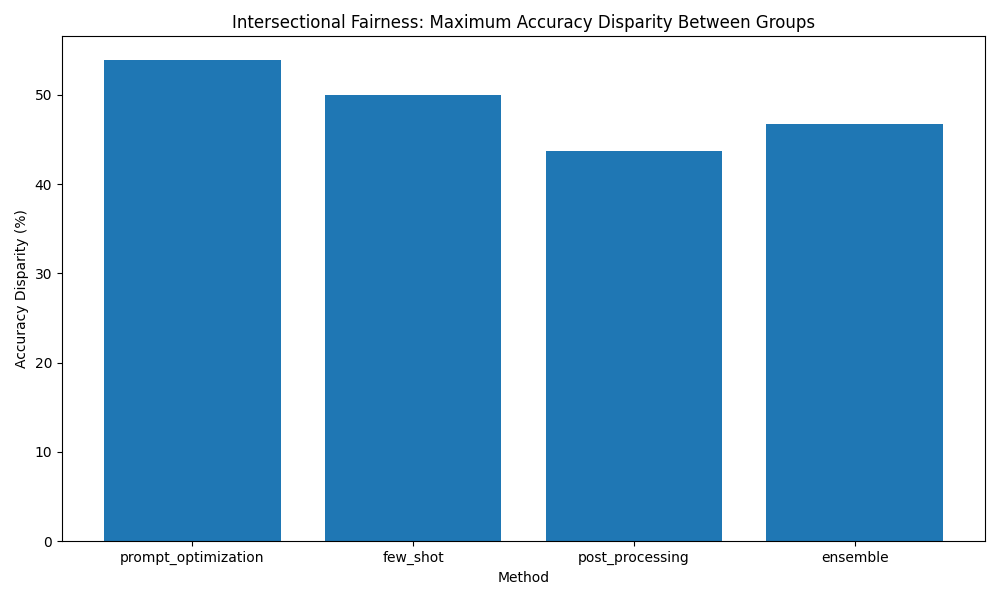 Intersectional Fairness: Maximum Accuracy Disparity Between Groups
Accuracy Disparity (%)
50
40
30
20
10
0
prompt_optimization
few_shot
post_processing
ensemble
Method